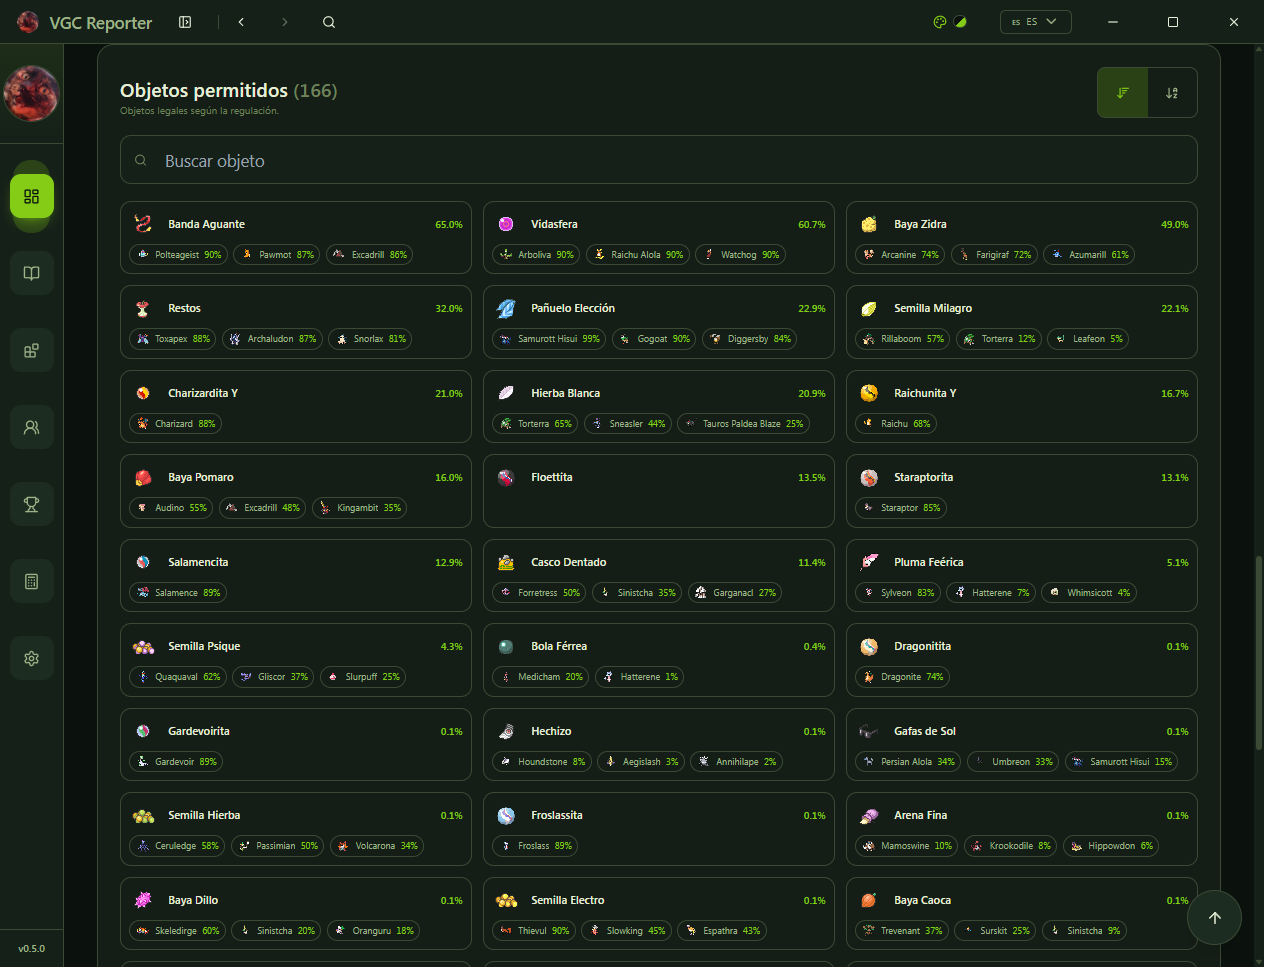 VGC Reporter
ES ES
Objetos permitidos (166)
Objetos legales según la regulación.
Buscar objeto
Banda Aguante 65.0%
Polteageist 90% Pawmot 87% Excadrill 86%
Vidasfera 60.7%
Arboliva 90% Raichu Alola 90% Watchog 90%
Baya Zidra 49.0%
Arcanine 74% Farigiraf 72% Azumarill 61%
Restos 32.0%
Toxapex 88% Archaludon 87% Snorlax 81%
Pañuelo Elección 22.9%
Samurott Hisui 99% Gogoat 90% Diggersby 84%
Semilla Milagro 22.1%
Rillaboom 57% Torterra 12% Leafeon 5%
Charizardita Y 21.0%
Charizard 88%
Hierba Blanca 20.9%
Torterra 65% Sneasler 44% Tauros Paldea Blaze 25%
Raichunita Y 16.7%
Raichu 68%
Baya Pomaro 16.0%
Audino 55% Excadrill 48% Kingambit 35%
Floettita 13.5%
Staraptorita 13.1%
Staraptor 85%
Salamencita 12.9%
Salamence 89%
Casco Dentado 11.4%
Forretress 50% Sinistcha 35% Garganacl 27%
Pluma Feérica 5.1%
Sylveon 83% Hatterene 7% Whimsicott 4%
Semilla Psique 4.3%
Quaquaval 62% Gliscor 37% Slurpuff 25%
Bola Férrea 0.4%
Medicham 20% Hatterene 1%
Dragonitita 0.1%
Dragonite 74%
Gardevoirita 0.1%
Gardevoir 89%
Hechizo 0.1%
Houndstone 8% Aegislash 3% Annihilape 2%
Gafas de Sol 0.1%
Persian Alola 34% Umbreon 33% Samurott Hisui 15%
Semilla Hierba 0.1%
Ceruledge 58% Passimian 50% Volcarona 34%
Froslassita 0.1%
Froslass 89%
Arena Fina 0.1%
Mamoswine 10% Krookodile 8% Hippowdon 6%
Baya Dillo 0.1%
Skeledirge 60% Sinistcha 20% Oranguru 18%
Semilla Electro 0.1%
Thievul 90% Slowking 45% Espathra 43%
Baya Caoca 0.1%
Trevenant 37% Surskit 25% Sinistcha 9%
v0.5.0